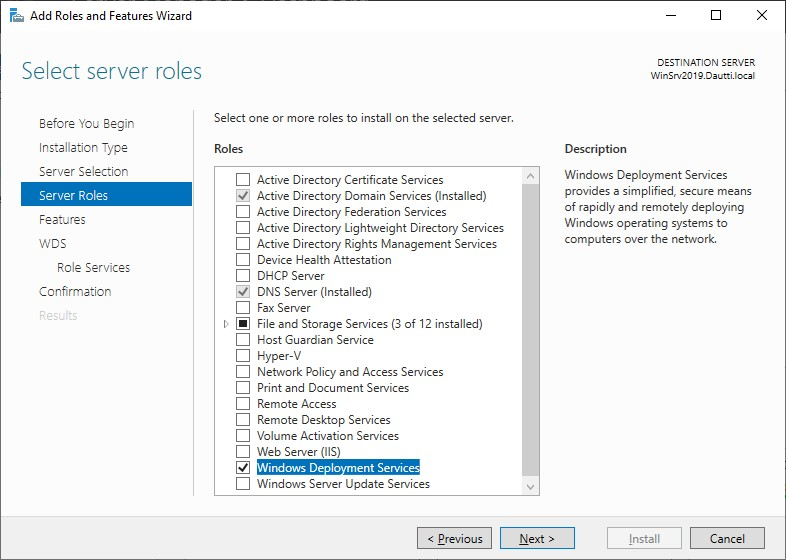 Add Roles and Features Wizard
Select server roles
DESTINATION SERVER
WinSrv2019.Dautti.local
Before You Begin
Installation Type
Server Selection
Server Roles
Features
WDS
Role Services
Confirmation
Results
Select one or more roles to install on the selected server.
Roles
Active Directory Certificate Services
Active Directory Domain Services (Installed)
Active Directory Federation Services
Active Directory Lightweight Directory Services
Active Directory Rights Management Services
Device Health Attestation
DHCP Server
DNS Server (Installed)
Fax Server
File and Storage Services (3 of 12 installed)
Host Guardian Service
Hyper-V
Network Policy and Access Services
Print and Document Services
Remote Access
Remote Desktop Services
Volume Activation Services
Web Server (IIS)
Windows Deployment Services
Windows Server Update Services
Description
Windows Deployment Services
provides a simplified, secure means
of rapidly and remotely deploying
Windows operating systems to
computers over the network.
< Previous
Next >
Install
Cancel